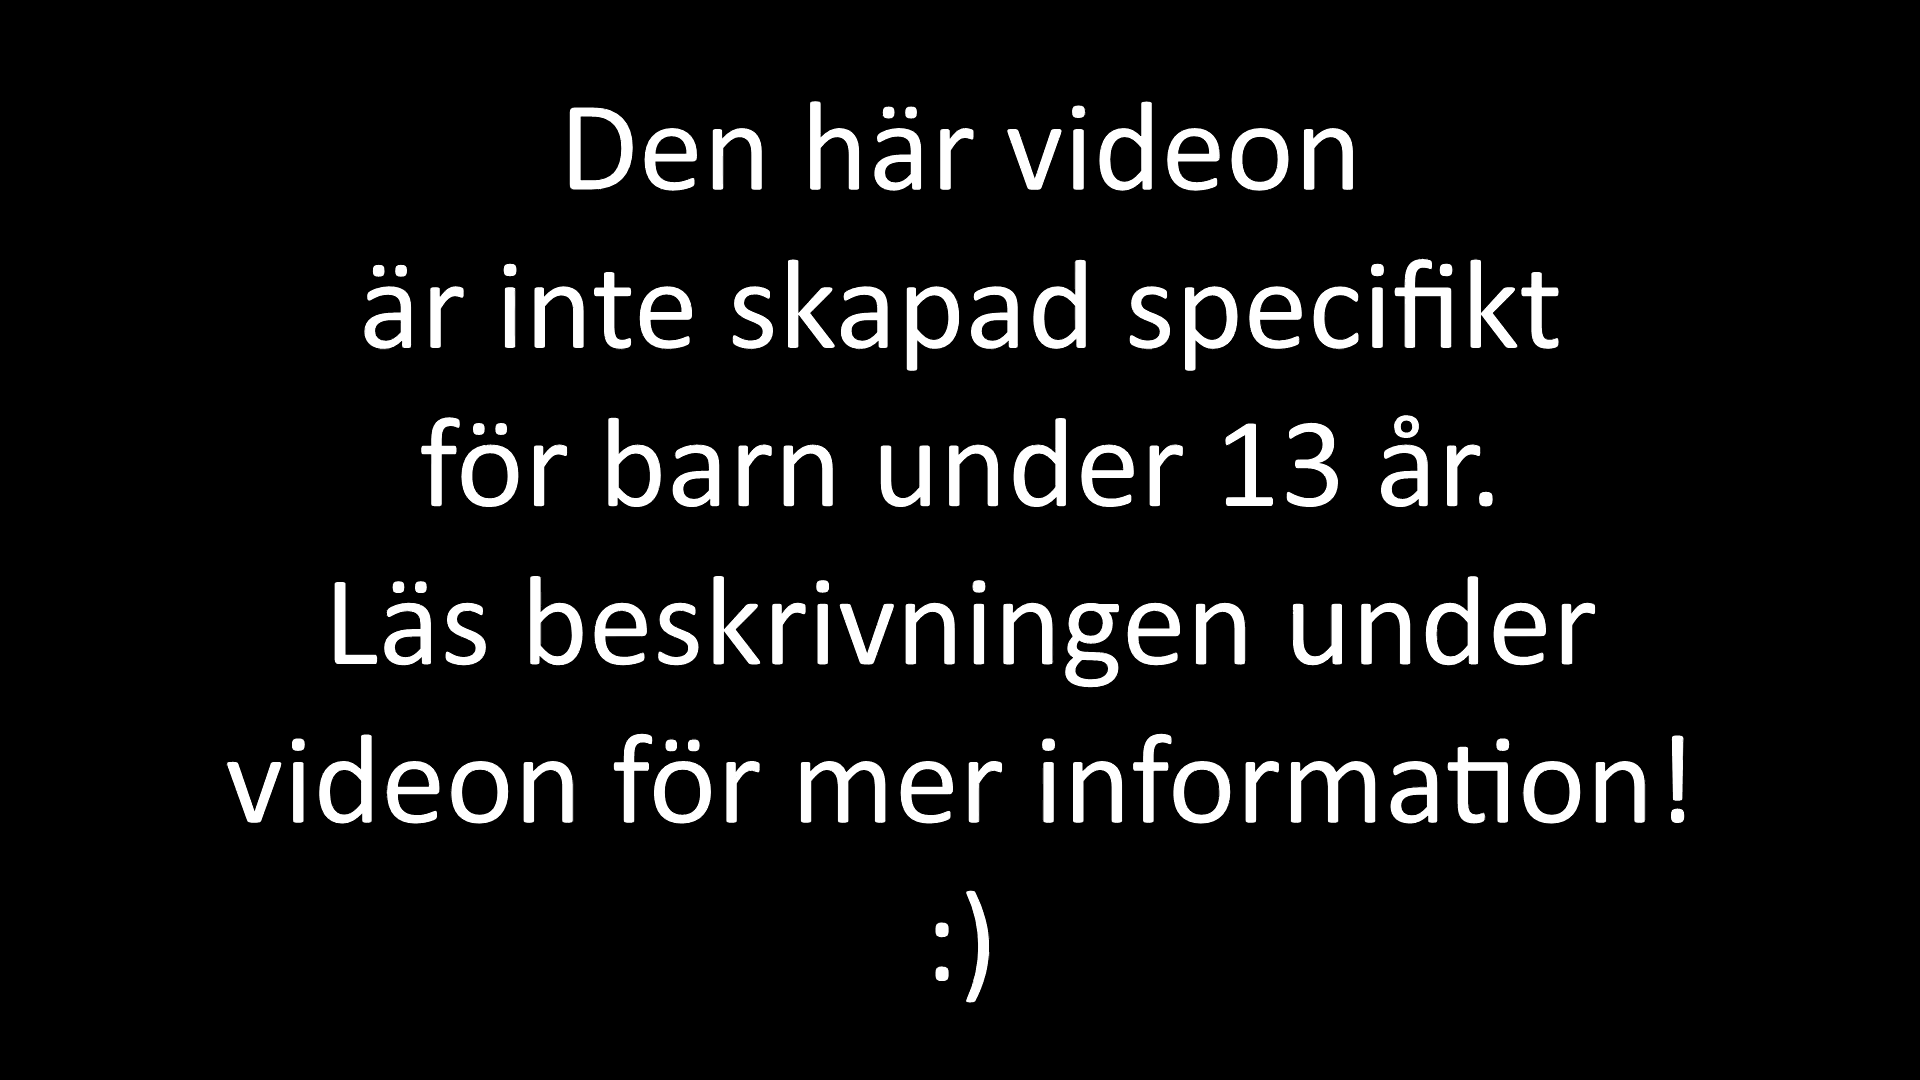 Den här videon
är inte skapad specifikt
för barn under 13 år.
Läs beskrivningen under
videon för mer information!
:)